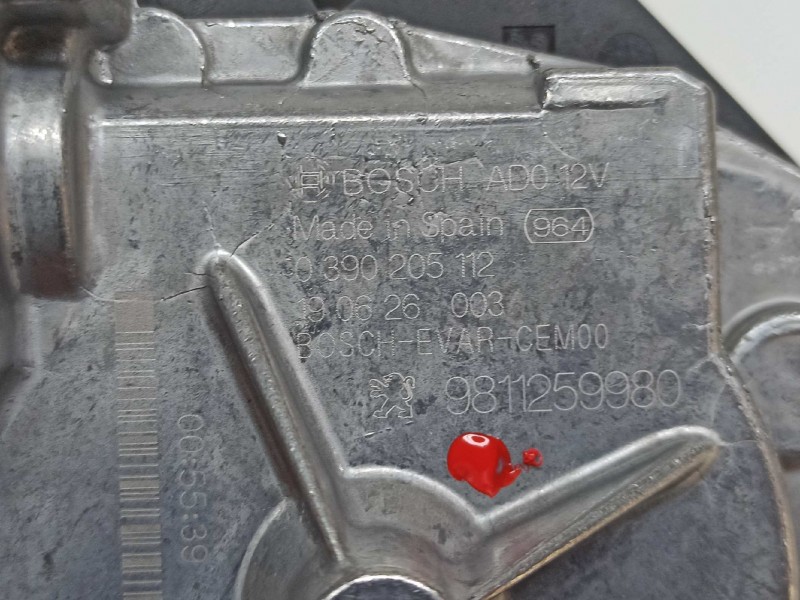 BOSCH AD0 12V
Made in Spain 964
0 390 205 112
19 06 26 003
BOSCH-EVAR-CEM00
9811259980
00:55:39